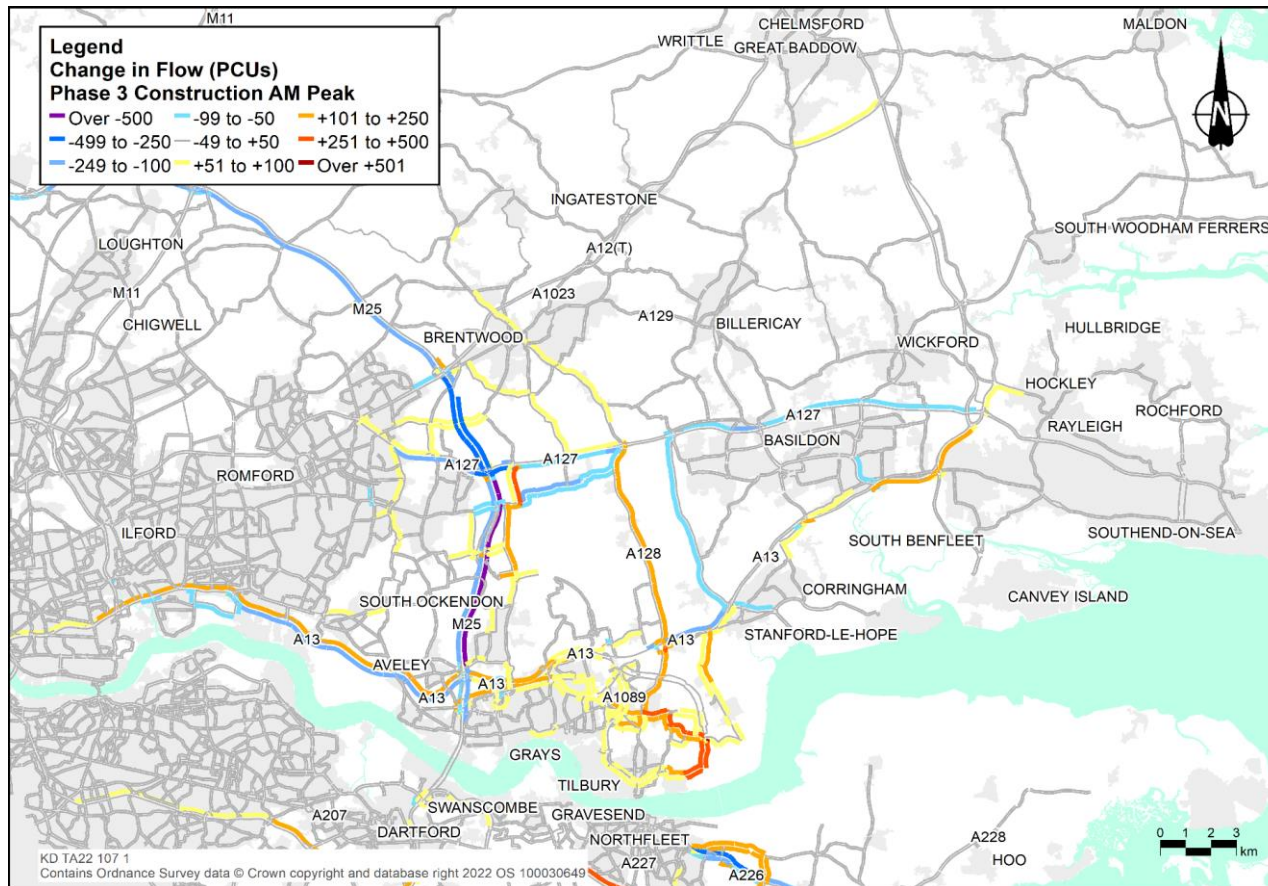 M11
CHELMSFORD
MALDON
WRITTLE
GREAT BADDOW
Legend
Change in Flow (PCUs)
Phase 3 Construction AM Peak
Over -500
-99 to -50
+101 to +250
-499 to -250
-49 to +50
+251 to +500
-249 to -100
+51 to +100
Over +501
N
INGATESTONE
SOUTH WOODHAM FERRERS
LOUGHTON
A12(T)
M11
A1023
M25
A129
CHIGWELL
BILLERICAY
HULLBRIDGE
BRENTWOOD
WICKFORD
HOCKLEY
ROCHFORD
A127
RAYLEIGH
BASILDON
A127
A127
ROMFORD
ILFORD
SOUTHEND-ON-SEA
SOUTH BENFLEET
A128
A13
CORRINGHAM
CANVEY ISLAND
SOUTH OCKENDON
M25
STANFORD-LE-HOPE
A13
A13
A13
AVELEY
A13
A13
A1089
GRAYS
TILBURY
SWANSCOMBE
GRAVESEND
A207
DARTFORD
NORTHFLEET
A228
HOO
A227
A226
0 1 2 3
km
KD TA22 107 1
Contains Ordnance Survey data © Crown copyright and database right 2022 OS 100030649